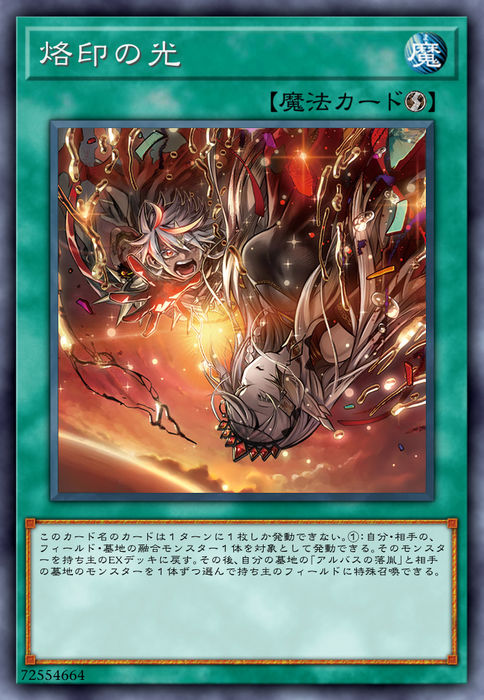 烙印の光
魔
【魔法カード】
このカード名のカードは１ターンに１枚しか発動できない。①：自分・相手の、
フィールド・墓地の融合モンスター１体を対象として発動できる。そのモンスタ
ーを持ち主のEXデッキに戻す。その後、自分の墓地の「アルバスの落胤」と相手
の墓地のモンスターを１体ずつ選んで持ち主のフィールドに特殊召喚できる。
72554664